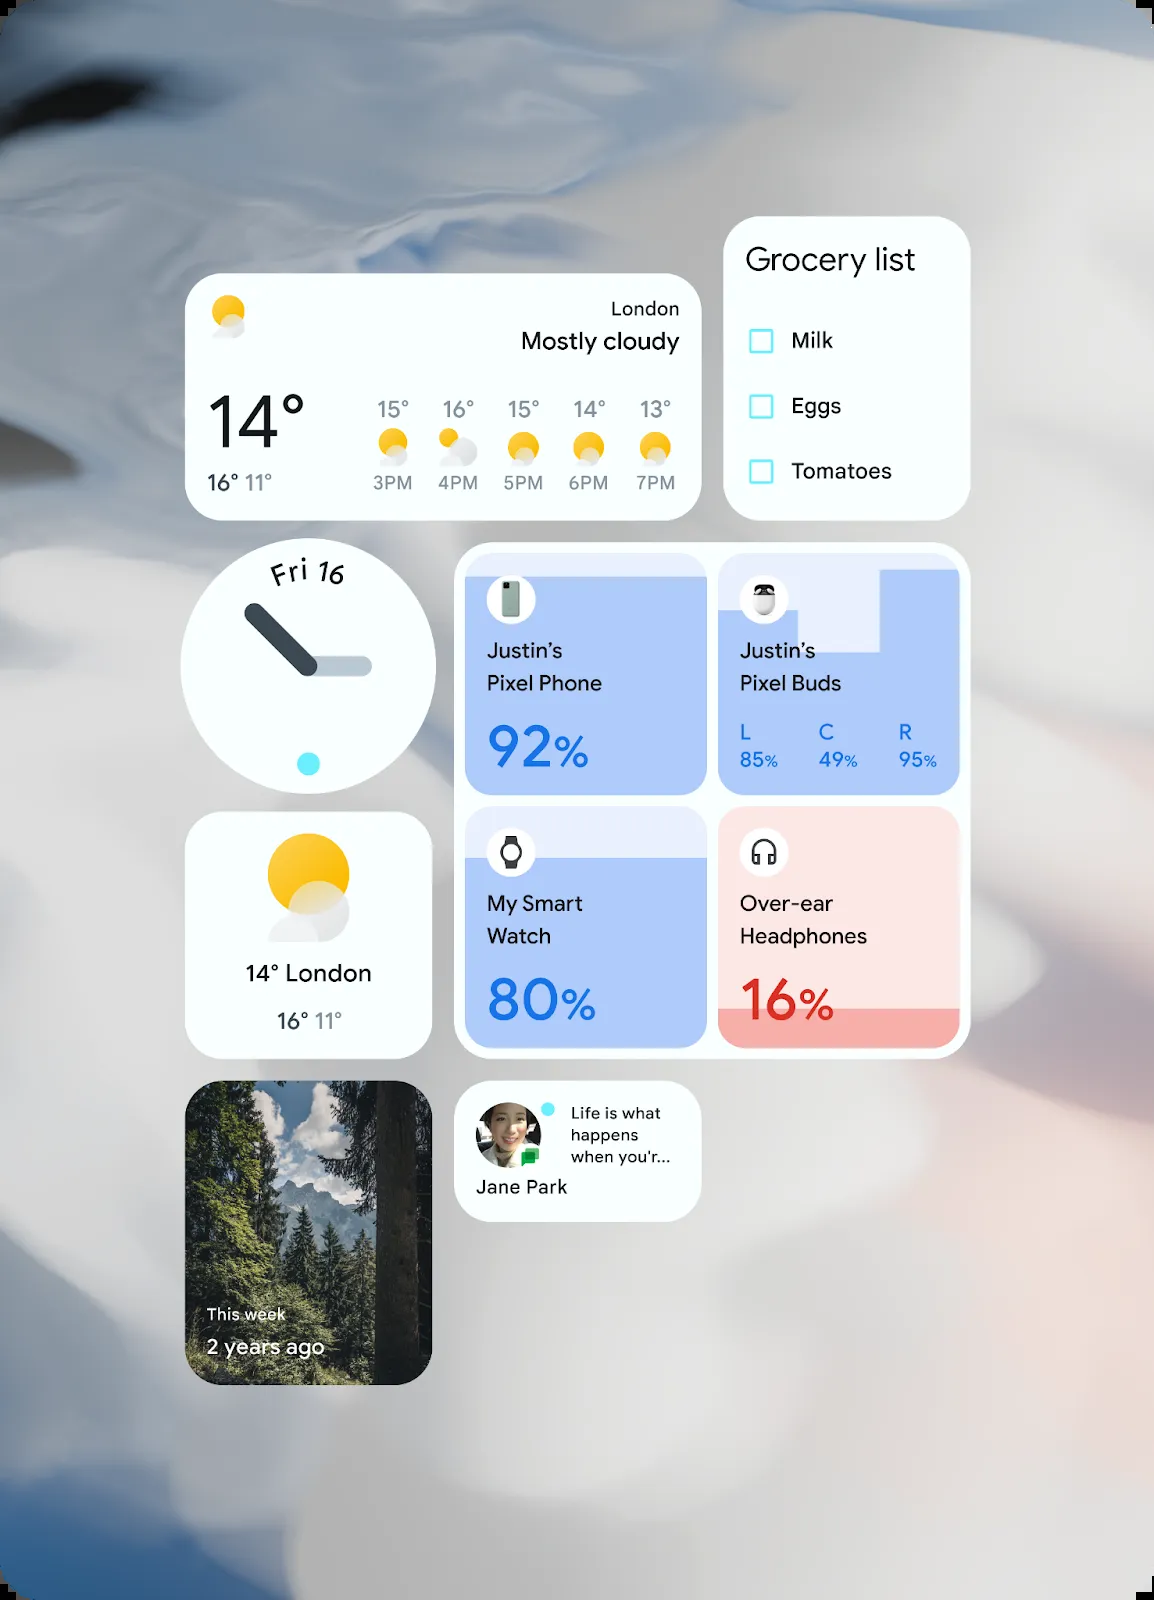 Grocery list
Milk
Eggs
Tomatoes
London
Mostly cloudy
14°
16° 11°
15° 16° 15° 14° 13°
3PM 4PM 5PM 6PM 7PM
Fri 16
Justin’s
Pixel Phone
92%
Justin’s
Pixel Buds
L C R
85% 49% 95%
14° London
16° 11°
My Smart
Watch
80%
Over-ear
Headphones
16%
This week
2 years ago
Life is what
happens
when you'r...
Jane Park